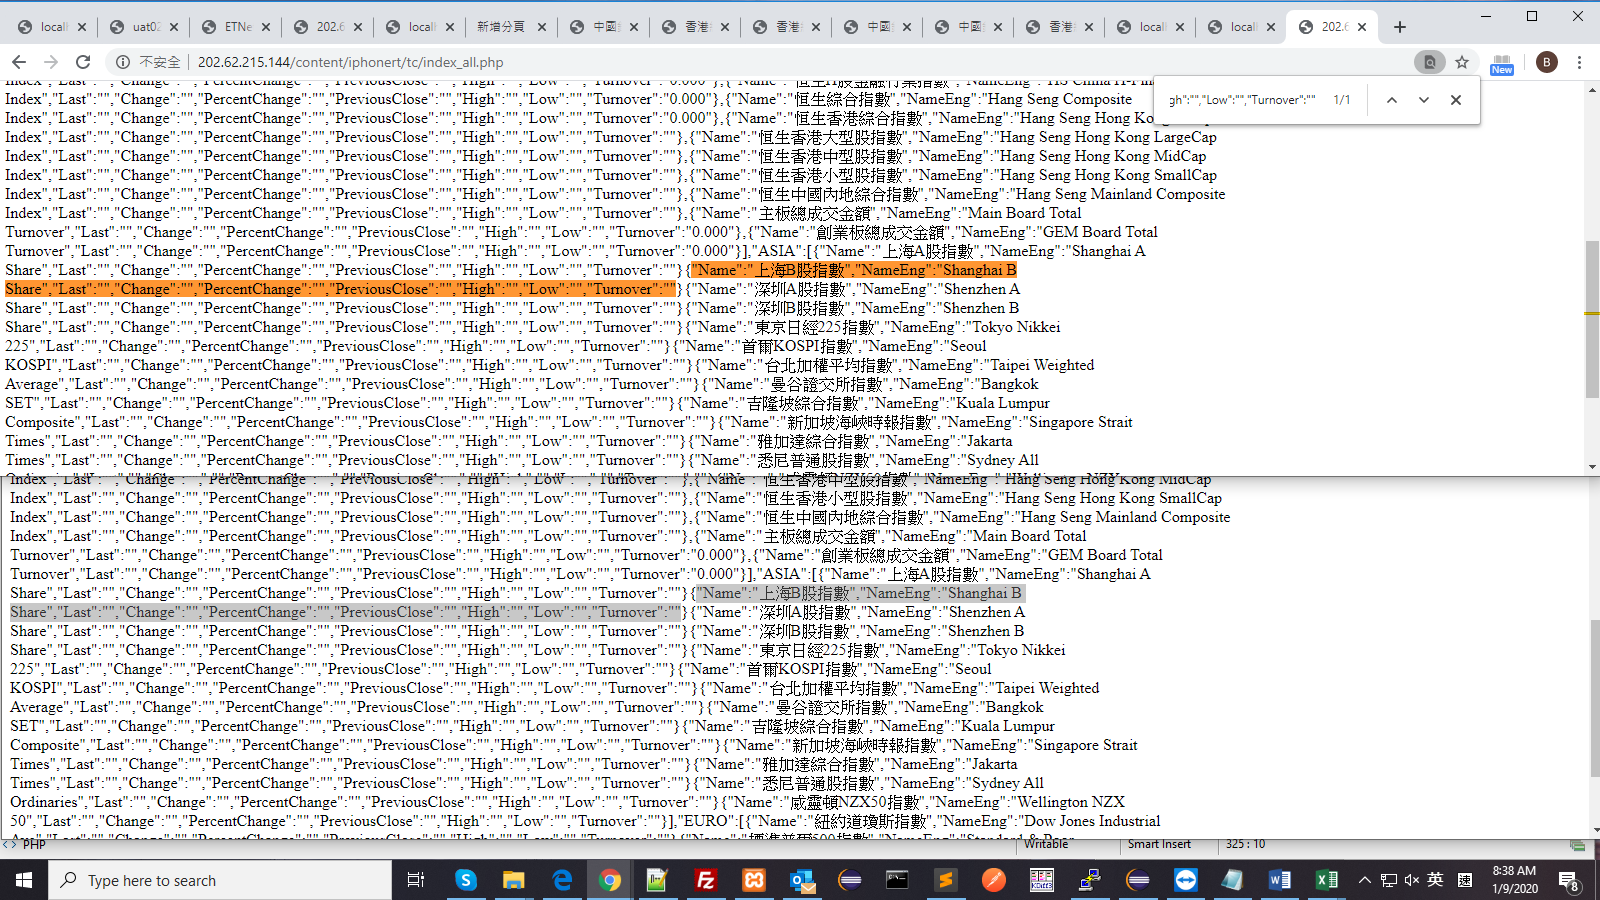 locall
uat02
ETNe
202.6
locall
新增分頁
中國
香港
香港
中國
中國
香港
locall
locall
202.6
不安全
202.62.215.144/content/iphonert/tc/index_all.php
New
B
gh":"","Low":"","Turnover":"" 1/1
Index","Last":"","Change":"","PercentChange":"","PreviousClose":"","High":"","Low":"","Turnover":"0.000"},{"Name":"恒生綜合指數","NameEng":"Hang Seng Composite
Index","Last":"","Change":"","PercentChange":"","PreviousClose":"","High":"","Low":"","Turnover":"0.000"},{"Name":"恒生香港綜合指數","NameEng":"Hang Seng Hong
Index","Last":"","Change":"","PercentChange":"","PreviousClose":"","High":"","Low":"","Turnover":""},{"Name":"恒生香港大型股指數","NameEng":"Hang Seng Hong Kong LargeCap
Index","Last":"","Change":"","PercentChange":"","PreviousClose":"","High":"","Low":"","Turnover":""},{"Name":"恒生香港中型股指數","NameEng":"Hang Seng Hong Kong MidCap
Index","Last":"","Change":"","PercentChange":"","PreviousClose":"","High":"","Low":"","Turnover":""},{"Name":"恒生香港小型股指數","NameEng":"Hang Seng Hong Kong SmallCap
Index","Last":"","Change":"","PercentChange":"","PreviousClose":"","High":"","Low":"","Turnover":""},{"Name":"恒生中國內地綜合指數","NameEng":"Hang Seng Mainland Composite
Index","Last":"","Change":"","PercentChange":"","PreviousClose":"","High":"","Low":"","Turnover":""},{"Name":"主板總成交金額","NameEng":"Main Board Total
Turnover","Last":"","Change":"","PercentChange":"","PreviousClose":"","High":"","Low":"","Turnover":"0.000"},{"Name":"創業板總成交金額","NameEng":"GEM Board Total
Turnover","Last":"","Change":"","PercentChange":"","PreviousClose":"","High":"","Low":"","Turnover":"0.000"}],"ASIA":[{"Name":"上海A股指數","NameEng":"Shanghai A
Share","Last":"","Change":"","PercentChange":"","PreviousClose":"","High":"","Low":"","Turnover":""}{"Name":"上海B股指數","NameEng":"Shanghai B
Share","Last":"","Change":"","PercentChange":"","PreviousClose":"","High":"","Low":"","Turnover":""}{"Name":"深圳A股指數","NameEng":"Shenzhen A
Share","Last":"","Change":"","PercentChange":"","PreviousClose":"","High":"","Low":"","Turnover":""}{"Name":"深圳B股指數","NameEng":"Shenzhen B
Share","Last":"","Change":"","PercentChange":"","PreviousClose":"","High":"","Low":"","Turnover":""}{"Name":"東京日經225指數","NameEng":"Tokyo Nikkei
225","Last":"","Change":"","PercentChange":"","PreviousClose":"","High":"","Low":"","Turnover":""}{"Name":"首爾KOSPI指數","NameEng":"Seoul
KOSPI","Last":"","Change":"","PercentChange":"","PreviousClose":"","High":"","Low":"","Turnover":""}{"Name":"台北加權平均指數","NameEng":"Taipei Weighted
Average","Last":"","Change":"","PercentChange":"","PreviousClose":"","High":"","Low":"","Turnover":""}{"Name":"曼谷證交所指數","NameEng":"Bangkok
SET","Last":"","Change":"","PercentChange":"","PreviousClose":"","High":"","Low":"","Turnover":""}{"Name":"吉隆坡綜合指數","NameEng":"Kuala Lumpur
Composite","Last":"","Change":"","PercentChange":"","PreviousClose":"","High":"","Low":"","Turnover":""}{"Name":"新加坡海峽時報指數","NameEng":"Singapore Strait
Times","Last":"","Change":"","PercentChange":"","PreviousClose":"","High":"","Low":"","Turnover":""}{"Name":"雅加達綜合指數","NameEng":"Jakarta
Times","Last":"","Change":"","PercentChange":"","PreviousClose":"","High":"","Low":"","Turnover":""}{"Name":"悉尼普通股指數","NameEng":"Sydney All
Index","Last":"","Change":"","PercentChange":"","PreviousClose":"","High":"","Low":"","Turnover":""},{"Name":"恒生香港中型股指數","NameEng":"Hang Seng Hong Kong MidCap
Index","Last":"","Change":"","PercentChange":"","PreviousClose":"","High":"","Low":"","Turnover":""},{"Name":"恒生香港小型股指數","NameEng":"Hang Seng Hong Kong SmallCap
Index","Last":"","Change":"","PercentChange":"","PreviousClose":"","High":"","Low":"","Turnover":""},{"Name":"恒生中國內地綜合指數","NameEng":"Hang Seng Mainland Composite
Index","Last":"","Change":"","PercentChange":"","PreviousClose":"","High":"","Low":"","Turnover":""},{"Name":"主板總成交金額","NameEng":"Main Board Total
Turnover","Last":"","Change":"","PercentChange":"","PreviousClose":"","High":"","Low":"","Turnover":"0.000"},{"Name":"創業板總成交金額","NameEng":"GEM Board Total
Turnover","Last":"","Change":"","PercentChange":"","PreviousClose":"","High":"","Low":"","Turnover":"0.000"}],"ASIA":[{"Name":"上海A股指數","NameEng":"Shanghai A
Share","Last":"","Change":"","PercentChange":"","PreviousClose":"","High":"","Low":"","Turnover":""}{"Name":"上海B股指數","NameEng":"Shanghai B
Share","Last":"","Change":"","PercentChange":"","PreviousClose":"","High":"","Low":"","Turnover":""}{"Name":"深圳A股指數","NameEng":"Shenzhen A
Share","Last":"","Change":"","PercentChange":"","PreviousClose":"","High":"","Low":"","Turnover":""}{"Name":"深圳B股指數","NameEng":"Shenzhen B
Share","Last":"","Change":"","PercentChange":"","PreviousClose":"","High":"","Low":"","Turnover":""}{"Name":"東京日經225指數","NameEng":"Tokyo Nikkei
225","Last":"","Change":"","PercentChange":"","PreviousClose":"","High":"","Low":"","Turnover":""}{"Name":"首爾KOSPI指數","NameEng":"Seoul
KOSPI","Last":"","Change":"","PercentChange":"","PreviousClose":"","High":"","Low":"","Turnover":""}{"Name":"台北加權平均指數","NameEng":"Taipei Weighted
Average","Last":"","Change":"","PercentChange":"","PreviousClose":"","High":"","Low":"","Turnover":""}{"Name":"曼谷證交所指數","NameEng":"Bangkok
SET","Last":"","Change":"","PercentChange":"","PreviousClose":"","High":"","Low":"","Turnover":""}{"Name":"吉隆坡綜合指數","NameEng":"Kuala Lumpur
Composite","Last":"","Change":"","PercentChange":"","PreviousClose":"","High":"","Low":"","Turnover":""}{"Name":"新加坡海峽時報指數","NameEng":"Singapore Strait
Times","Last":"","Change":"","PercentChange":"","PreviousClose":"","High":"","Low":"","Turnover":""}{"Name":"雅加達綜合指數","NameEng":"Jakarta
Times","Last":"","Change":"","PercentChange":"","PreviousClose":"","High":"","Low":"","Turnover":""}{"Name":"悉尼普通股指數","NameEng":"Sydney All
Ordinaries","Last":"","Change":"","PercentChange":"","PreviousClose":"","High":"","Low":"","Turnover":""}{"Name":"威靈頓NZX50指數","NameEng":"Wellington NZX
50","Last":"","Change":"","PercentChange":"","PreviousClose":"","High":"","Low":"","Turnover":""}],"EURO":[{"Name":"紐約道瓊斯指數","NameEng":"Dow Jones Industrial
PHP
Writable
Smart Insert
325 : 10
Type here to search
英
速
8:38 AM
1/9/2020
8